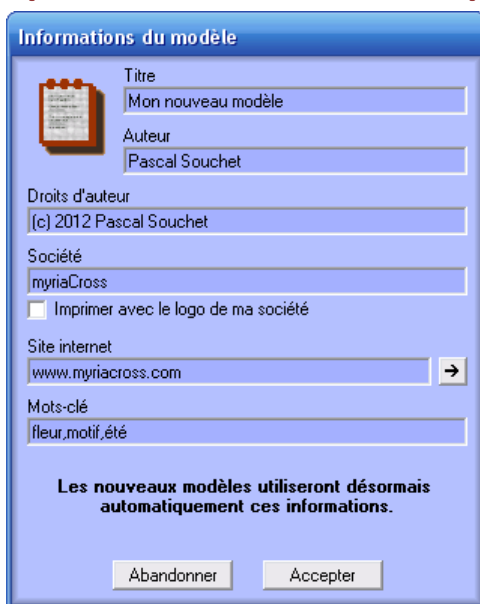 Informations du modèle
Titre
Mon nouveau modèle
Auteur
Pascal Souchet
Droits d'auteur
(c) 2012 Pascal Souchet
Société
myriaCross
Imprimer avec le logo de ma société
Site internet
www.myriacross.com
Mots-clé
fleur,motif,été
Les nouveaux modèles utiliseront désormais
automatiquement ces informations.
Abandonner Accepter